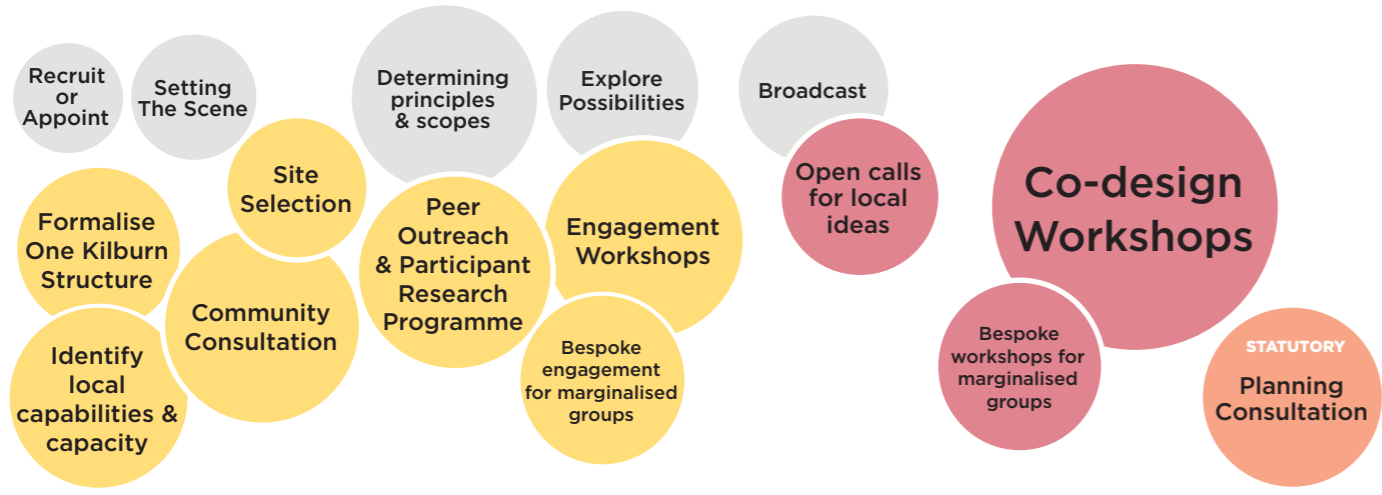 Recruit
or
Appoint
Setting
The Scene
Determining
principles
& scopes
Explore
Possibilities
Broadcast
Site
Selection
Open calls
for local
ideas
Co-design
Workshops
Formalise
One Kilburn
Structure
Peer
Outreach
& Participant
Research
Programme
Engagement
Workshops
Community
Consultation
Identify
local
capabilities &
capacity
Bespoke
engagement
for marginalised
groups
Bespoke
workshops for
marginalised
groups
STATUTORY
Planning
Consultation